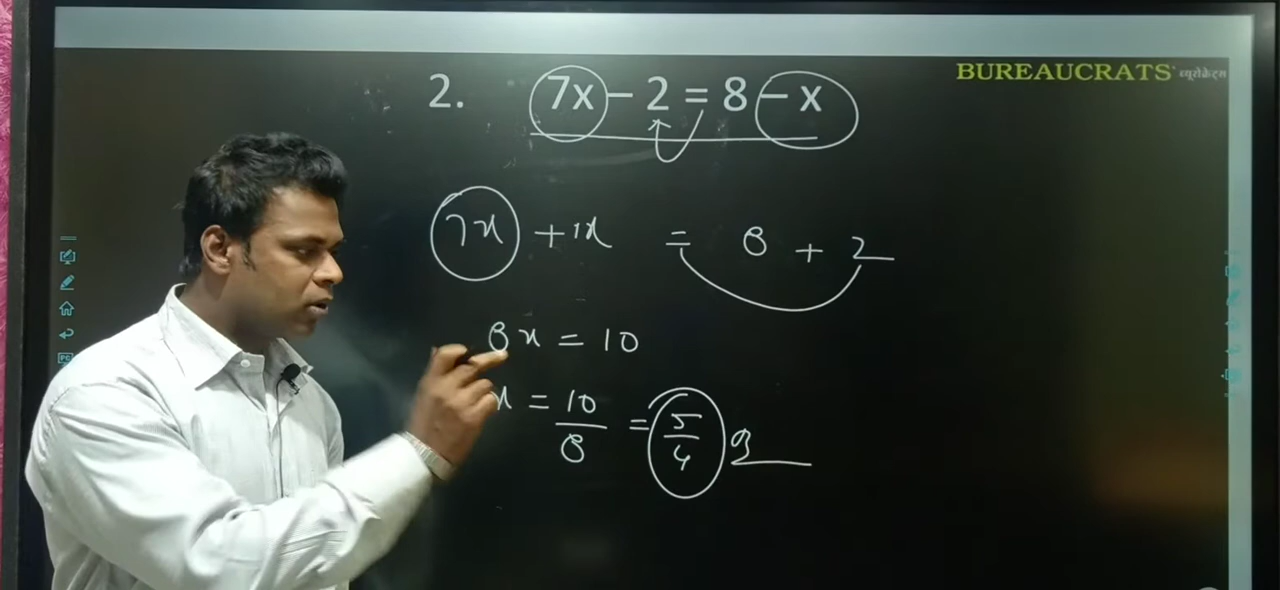 BUREAUCRATS ब्यूरोक्रेट्स
2. 7x – 2 = 8 – x
7x + 1x = 8 + 2
8x = 10
x = 10/8 = 5/4